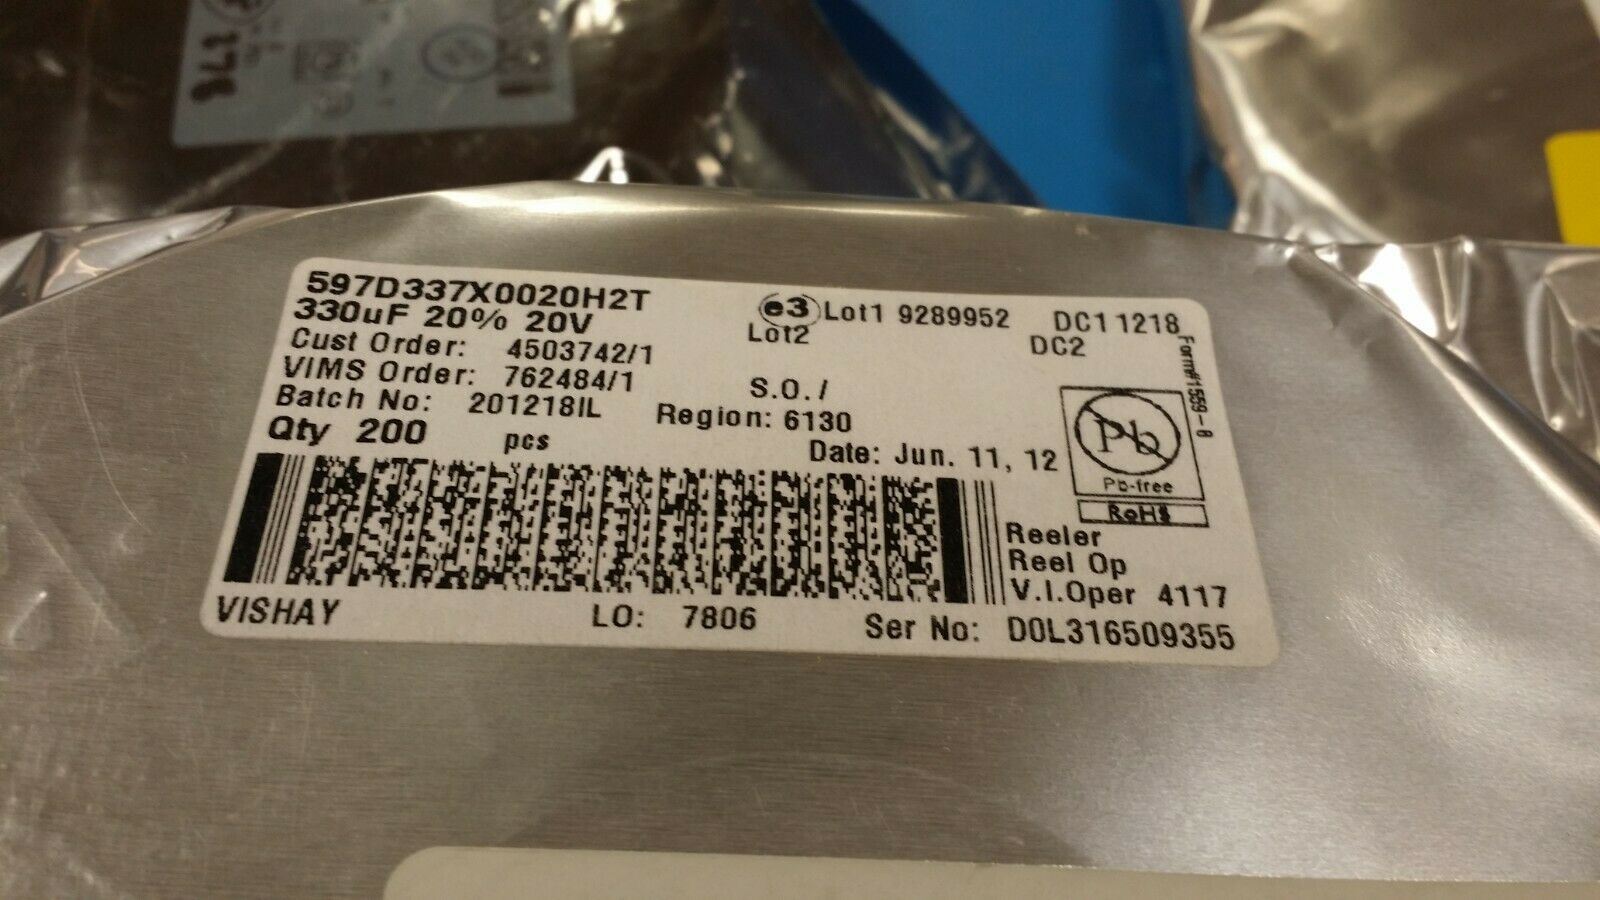 597D337X0020H2T
330uF 20% 20V
e3 Lot1 9289952 DC1 1218
Lot2 DC2
Cust Order: 4503742/1
VIMS Order: 762484/1 S.O. /
Batch No: 201218IL Region: 6130
Qty 200 pcs Date: Jun. 11, 12
Form#1559-8
Pb
Pb-free
RoHS
Reeler
Reel Op
V.I.Oper 4117
VISHAY LO: 7806 Ser No: D0L316509355